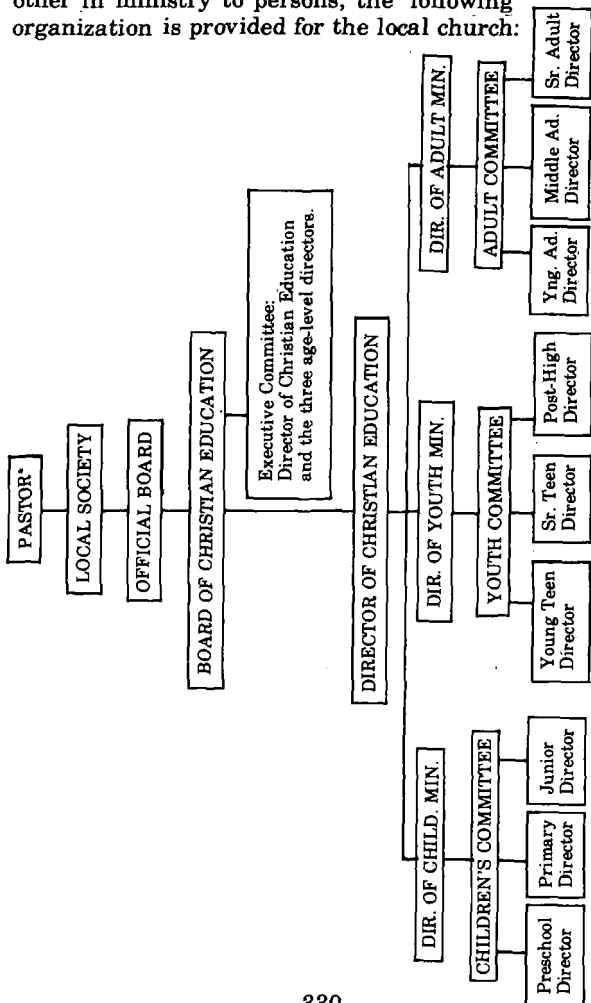 other in ministry to persons, the following
organization is provided for the local church:
PASTOR*
LOCAL SOCIETY
OFFICIAL BOARD
BOARD OF CHRISTIAN EDUCATION
Executive Committee:
Director of Christian Education
and the three age-level directors.
DIRECTOR OF CHRISTIAN EDUCATION
DIR. OF CHILD. MIN.
DIR. OF YOUTH MIN.
DIR. OF ADULT MIN.
CHILDREN'S COMMITTEE
YOUTH COMMITTEE
ADULT COMMITTEE
Preschool
Director
Primary
Director
Junior
Director
Young Teen
Director
Sr. Teen
Director
Post-High
Director
Yng. Ad.
Director
Middle Ad.
Director
Sr. Adult
Director
330